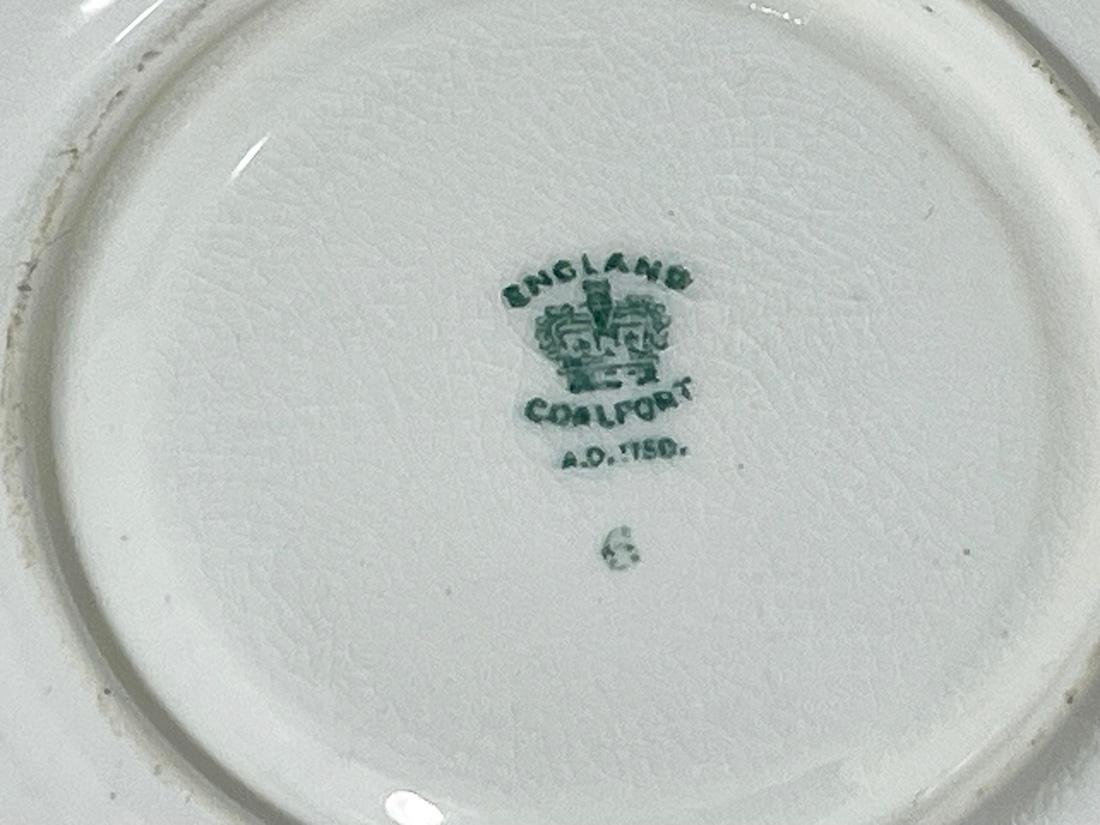 ENGLAND
COALPORT
A.D. 1750.
6